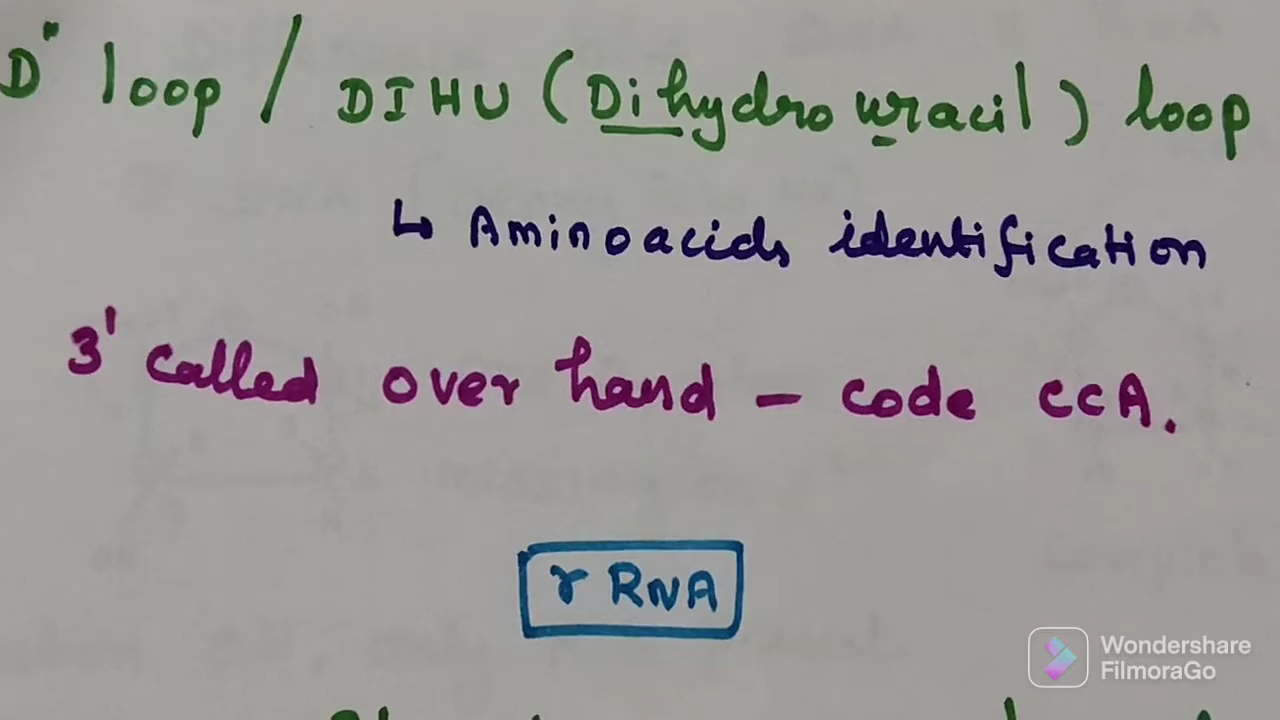 D" loop / DIHU (Dihydrouracil) loop
↳ Aminoacids identification
3' called over hand - code CCA.
r RNA
Wondershare
FilmoraGo